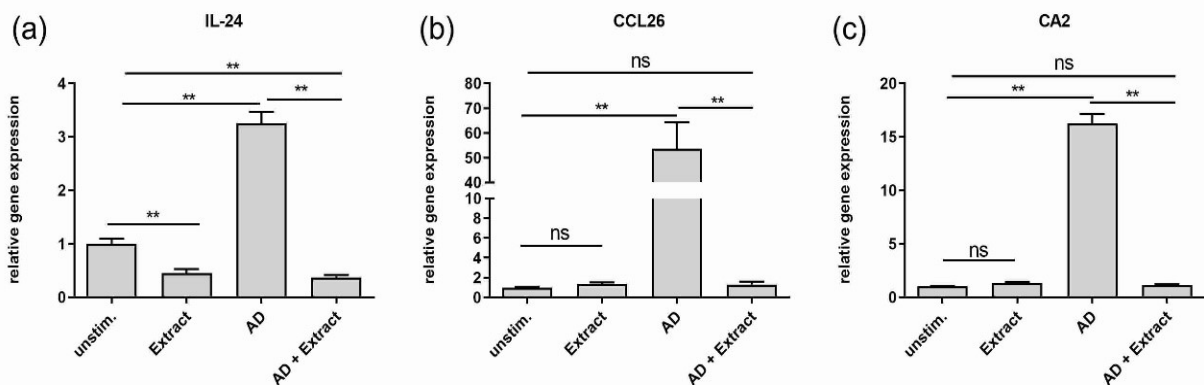 (a)
IL-24
relative gene expression
4
3
2
1
0
**
**
**
**
unstim.
Extract
AD
AD + Extract
(b)
CCL26
relative gene expression
80
70
60
50
40
10
8
6
4
2
0
ns
**
**
ns
unstim.
Extract
AD
AD + Extract
(c)
CA2
relative gene expression
20
15
10
5
0
ns
**
**
ns
unstim.
Extract
AD
AD + Extract